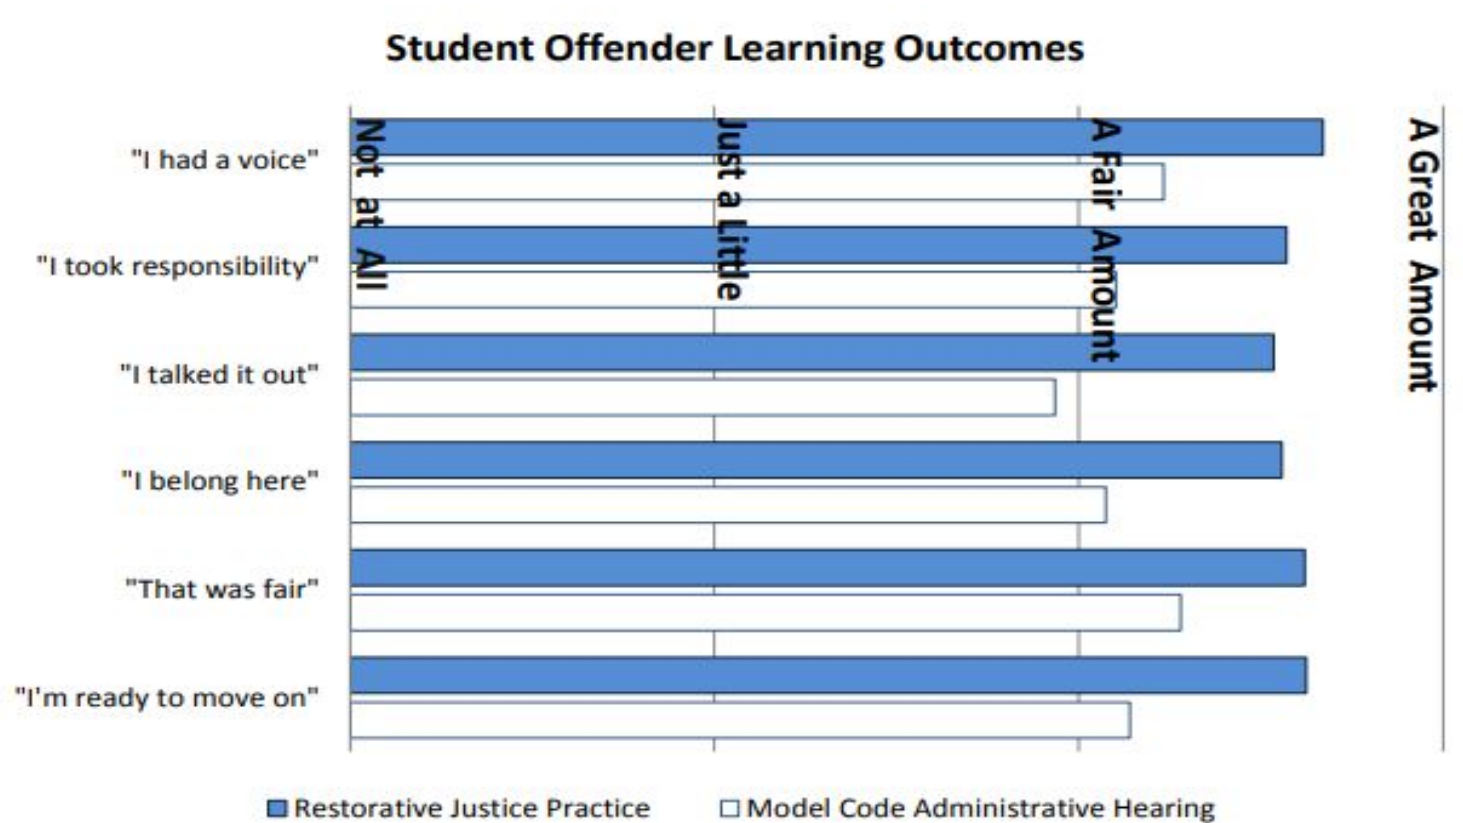 Student Offender Learning Outcomes
Not at All
Just a Little
A Fair Amount
A Great Amount
"I had a voice"
"I took responsibility"
"I talked it out"
"I belong here"
"That was fair"
"I'm ready to move on"
Restorative Justice Practice
Model Code Administrative Hearing